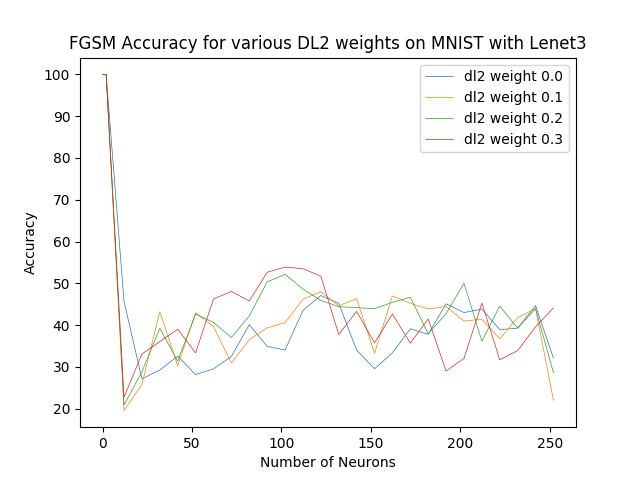 FGSM Accuracy for various DL2 weights on MNIST with Lenet3
dl2 weight 0.0
dl2 weight 0.1
dl2 weight 0.2
dl2 weight 0.3
100
90
80
70
60
50
40
30
20
Accuracy
0 50 100 150 200 250
Number of Neurons